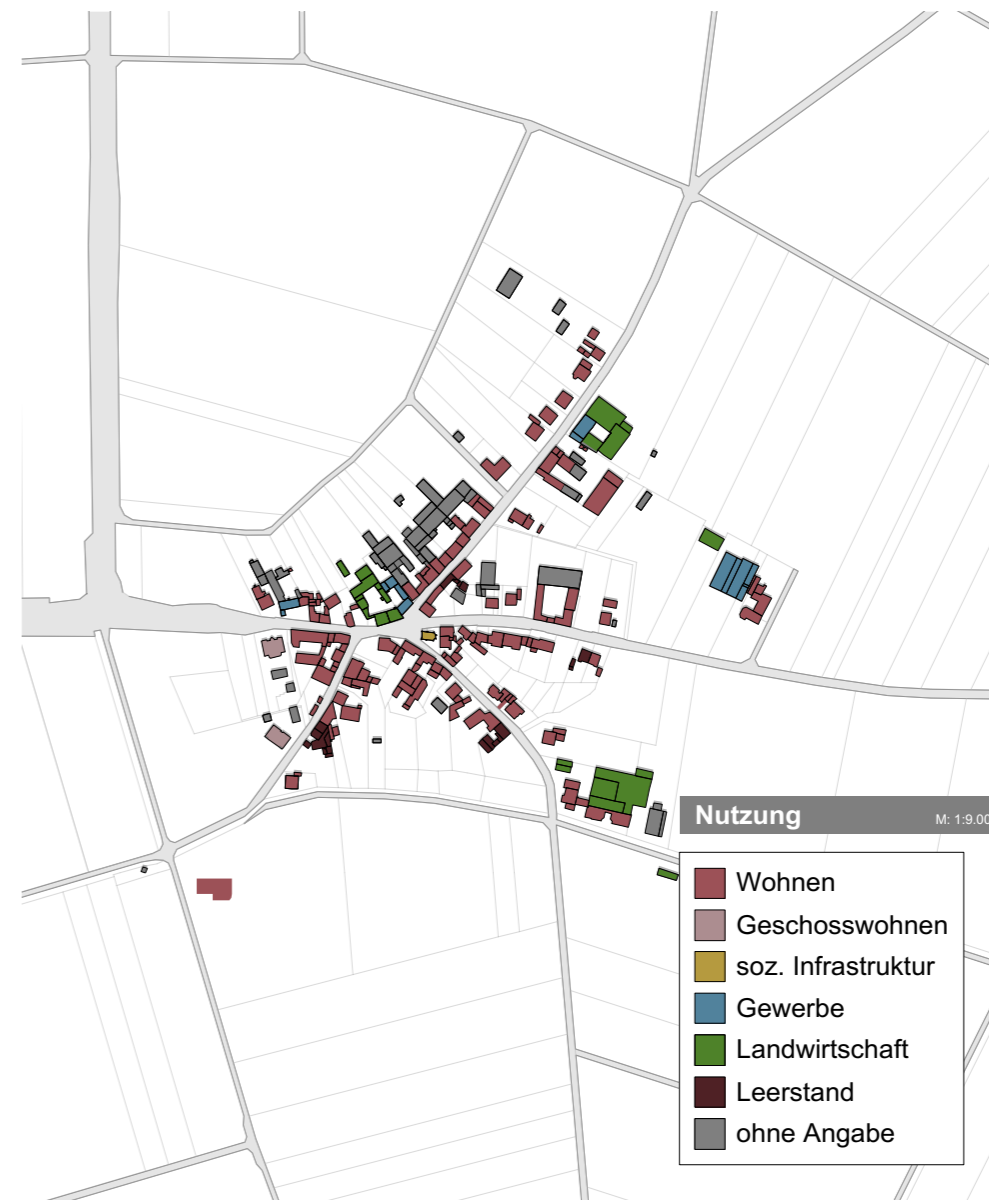 Nutzung
M: 1:9.00
Wohnen
Geschosswohnen
soz. Infrastruktur
Gewerbe
Landwirtschaft
Leerstand
ohne Angabe